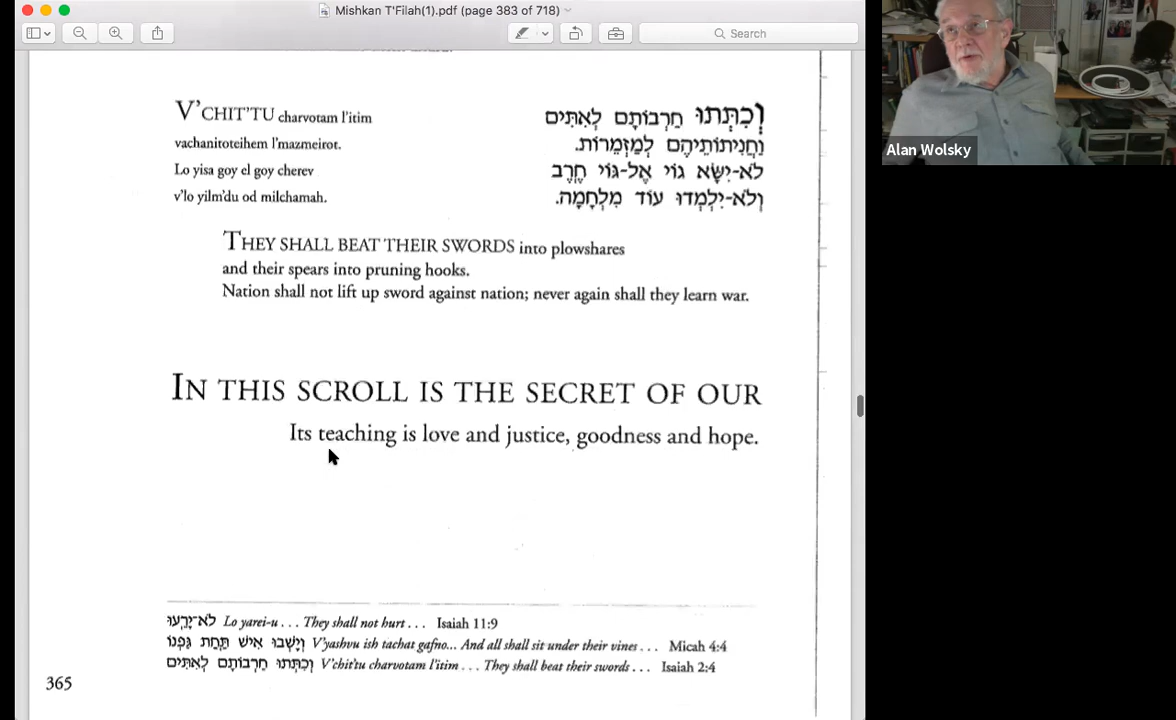 Mishkan T'Filah(1).pdf (page 383 of 718)
Search
V'CHIT'TU charvotam l'itim
vachanitoteihem l'mazmeirot.
Lo yisa goy el goy cherev
v'lo yilm'du od milchamah.
וְכִתְּתוּ חַרְבוֹתָם לְאִתִּים
וַחֲנִיתוֹתֵיהֶם לְמַזְמֵרוֹת.
לֹא-יִשָּׂא גוֹי אֶל-גּוֹי חֶרֶב
וְלֹא-יִלְמְדוּ עוֹד מִלְחָמָה.
THEY SHALL BEAT THEIR SWORDS into plowshares
and their spears into pruning hooks.
Nation shall not lift up sword against nation; never again shall they learn war.
IN THIS SCROLL IS THE SECRET OF OUR
Its teaching is love and justice, goodness and hope.
לֹא-יָרֵעוּ Lo yarei-u . . . They shall not hurt . . . Isaiah 11:9
וְיָשְׁבוּ אִישׁ תַּחַת גַּפְנוֹ V'yashvu ish tachat gafno... And all shall sit under their vines . . . Micah 4:4
וְכִתְּתוּ חַרְבוֹתָם לְאִתִּים V'chit'tu charvotam l'itim . . . They shall beat their swords . . . Isaiah 2:4
365
Alan Wolsky